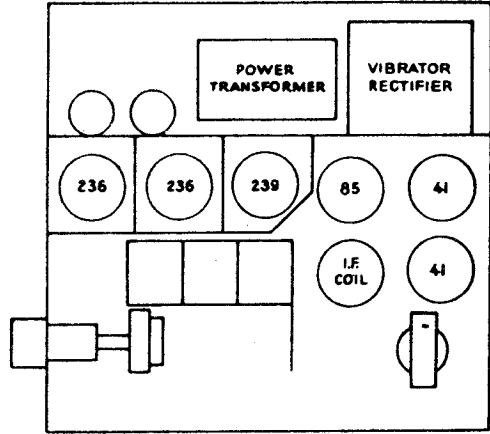 POWER
TRANSFORMER
VIBRATOR
RECTIFIER
236
236
239
85
41
I.F.
COIL
41